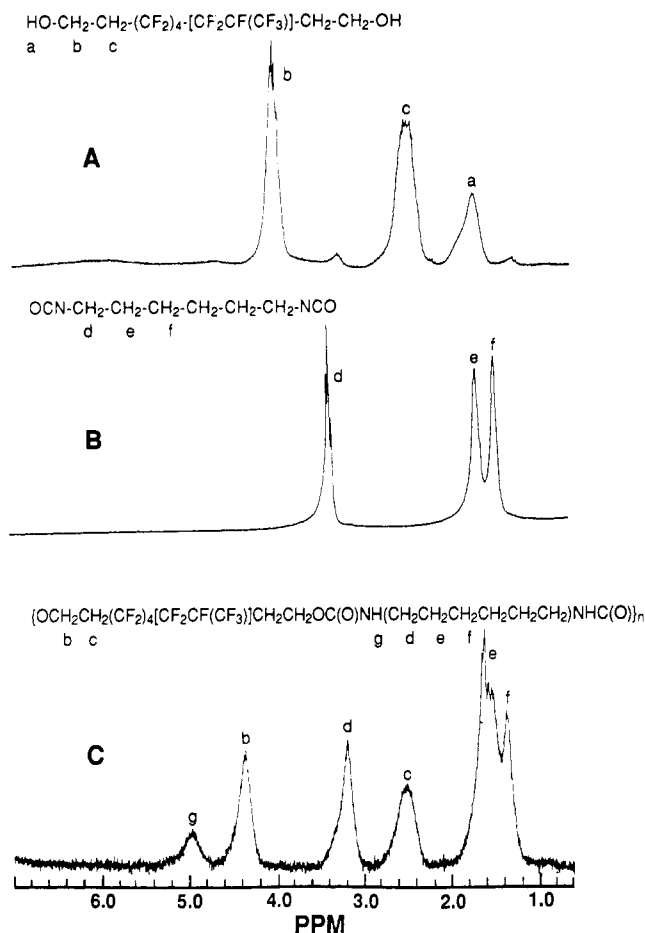 HO-CH₂-CH₂-(CF₂)₄-[CF₂CF(CF₃)]-CH₂-CH₂-OH
a b c
b
c
A
a
OCN-CH₂-CH₂-CH₂-CH₂-CH₂-CH₂-NCO
d e f
d
e
f
B
{OCH₂CH₂(CF₂)₄[CF₂CF(CF₃)]CH₂CH₂OC(O)NH(CH₂CH₂CH₂CH₂CH₂CH₂)NHC(O)}n
b c g d e f
e
f
b
d
C
c
g
6.0 5.0 4.0 3.0 2.0 1.0
PPM